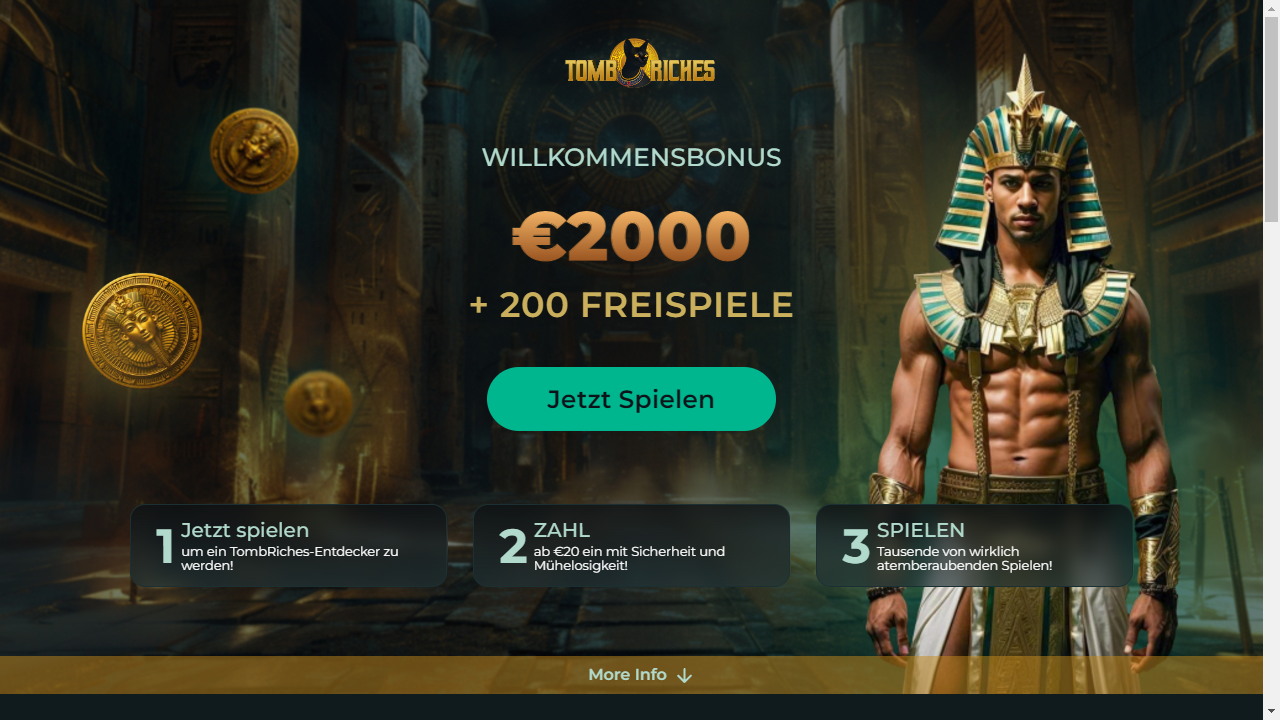 TOMB RICHES
WILLKOMMENSBONUS
€2000
+ 200 FREISPIELE
Jetzt Spielen
1 Jetzt spielen
um ein TombRiches-Entdecker zu
werden!
2 ZAHL
ab €20 ein mit Sicherheit und
Mühelosigkeit!
3 SPIELEN
Tausende von wirklich
atemberaubenden Spielen!
More Info ↓